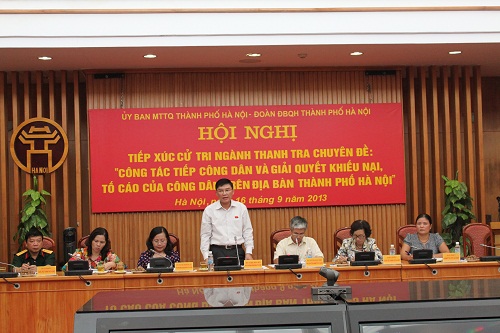 ỦY BAN MTTQ THÀNH PHỐ HÀ NỘI - ĐOÀN ĐBQH THÀNH PHỐ HÀ NỘI
HỘI NGHỊ
TIẾP XÚC CỬ TRI NGÀNH THANH TRA CHUYÊN ĐỀ:
"CÔNG TÁC TIẾP CÔNG DÂN VÀ GIẢI QUYẾT KHIẾU NẠI,
TỐ CÁO CỦA CÔNG DÂN ĐỊA BÀN THÀNH PHỐ HÀ NỘI"
Hà Nội, 16 tháng 9 năm 2013
HÀ NỘI